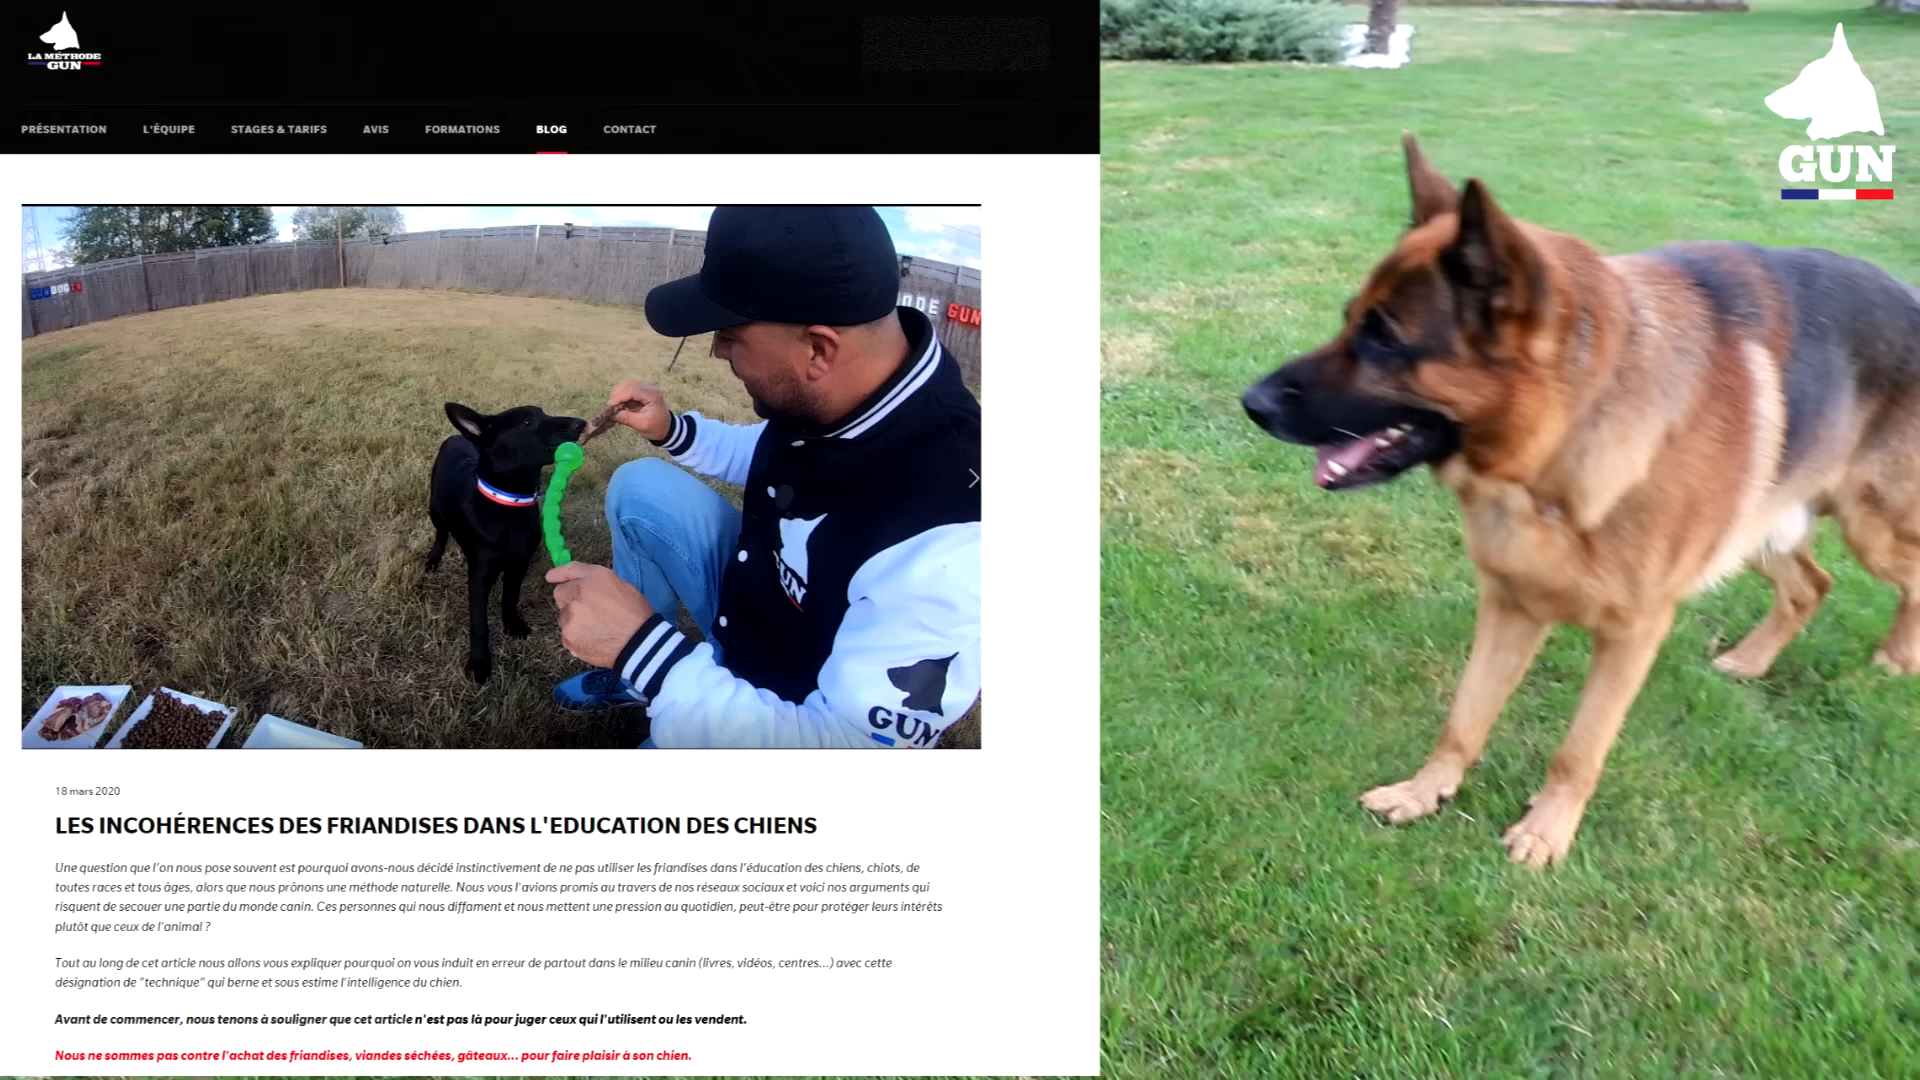 LA MÉTHODE
GUN
PRÉSENTATION
L'ÉQUIPE
STAGES & TARIFS
AVIS
FORMATIONS
BLOG
CONTACT
GUN
GUNDOG
ODE GUN
GUN
GUN
18 mars 2020
LES INCOHÉRENCES DES FRIANDISES DANS L'EDUCATION DES CHIENS
Une question que l'on nous pose souvent est pourquoi avons-nous décidé instinctivement de ne pas utiliser les friandises dans l'éducation des chiens, chiots, de
toutes races et tous âges, alors que nous prônons une méthode naturelle. Nous vous l'avions promis au travers de nos réseaux sociaux et voici nos arguments qui
risquent de secouer une partie du monde canin. Ces personnes qui nous diffament et nous mettent une pression au quotidien, peut-être pour protéger leurs intérêts
plutôt que ceux de l'animal ?
Tout au long de cet article nous allons vous expliquer pourquoi on vous induit en erreur de partout dans le milieu canin (livres, vidéos, centres...) avec cette
désignation de "technique" qui berne et sous estime l'intelligence du chien.
Avant de commencer, nous tenons à souligner que cet article n'est pas là pour juger ceux qui l'utilisent ou les vendent.
Nous ne sommes pas contre l'achat des friandises, viandes séchées, gâteaux... pour faire plaisir à son chien.